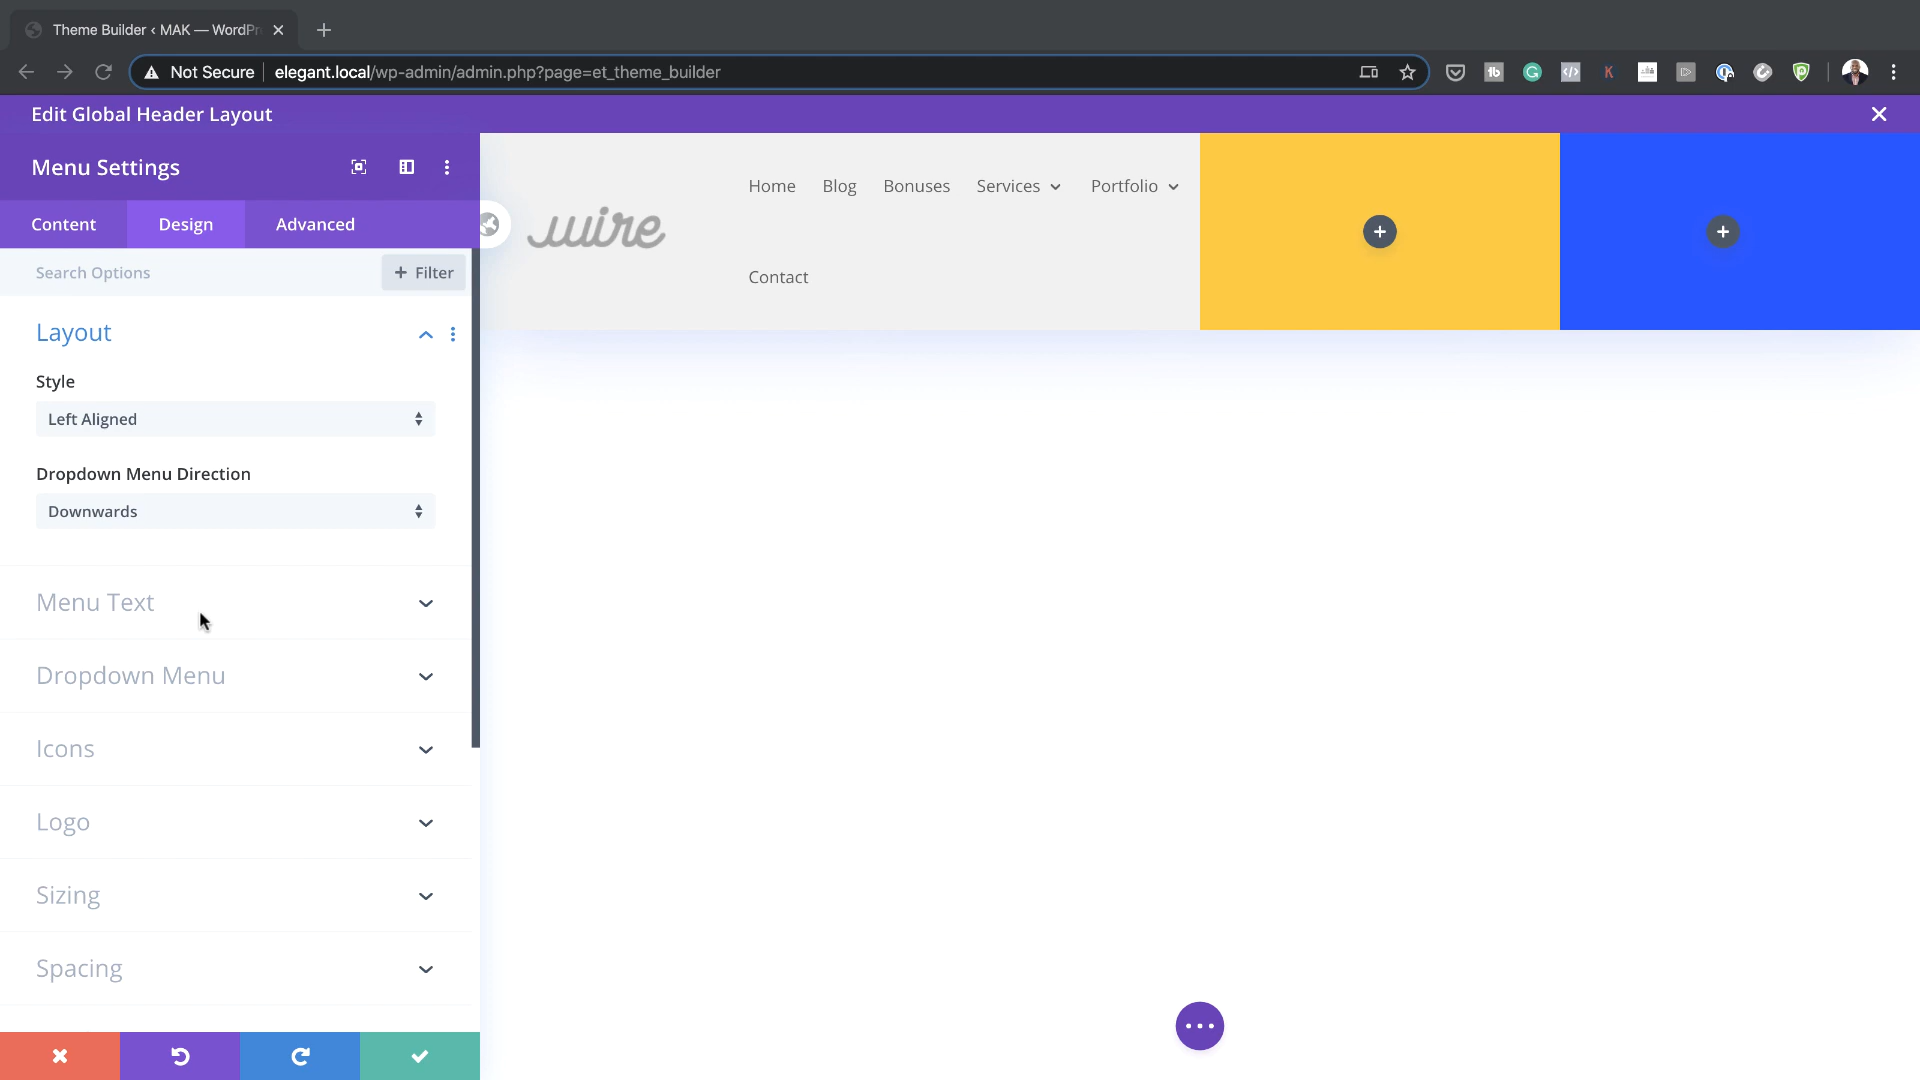 Theme Builder ‹ MAK — WordPr
Not Secure elegant.local/wp-admin/admin.php?page=et_theme_builder
Edit Global Header Layout
Menu Settings
Content Design Advanced
Search Options + Filter
Layout
Style
Left Aligned
Dropdown Menu Direction
Downwards
Menu Text
Dropdown Menu
Icons
Logo
Sizing
Spacing
Home Blog Bonuses Services Portfolio
Contact